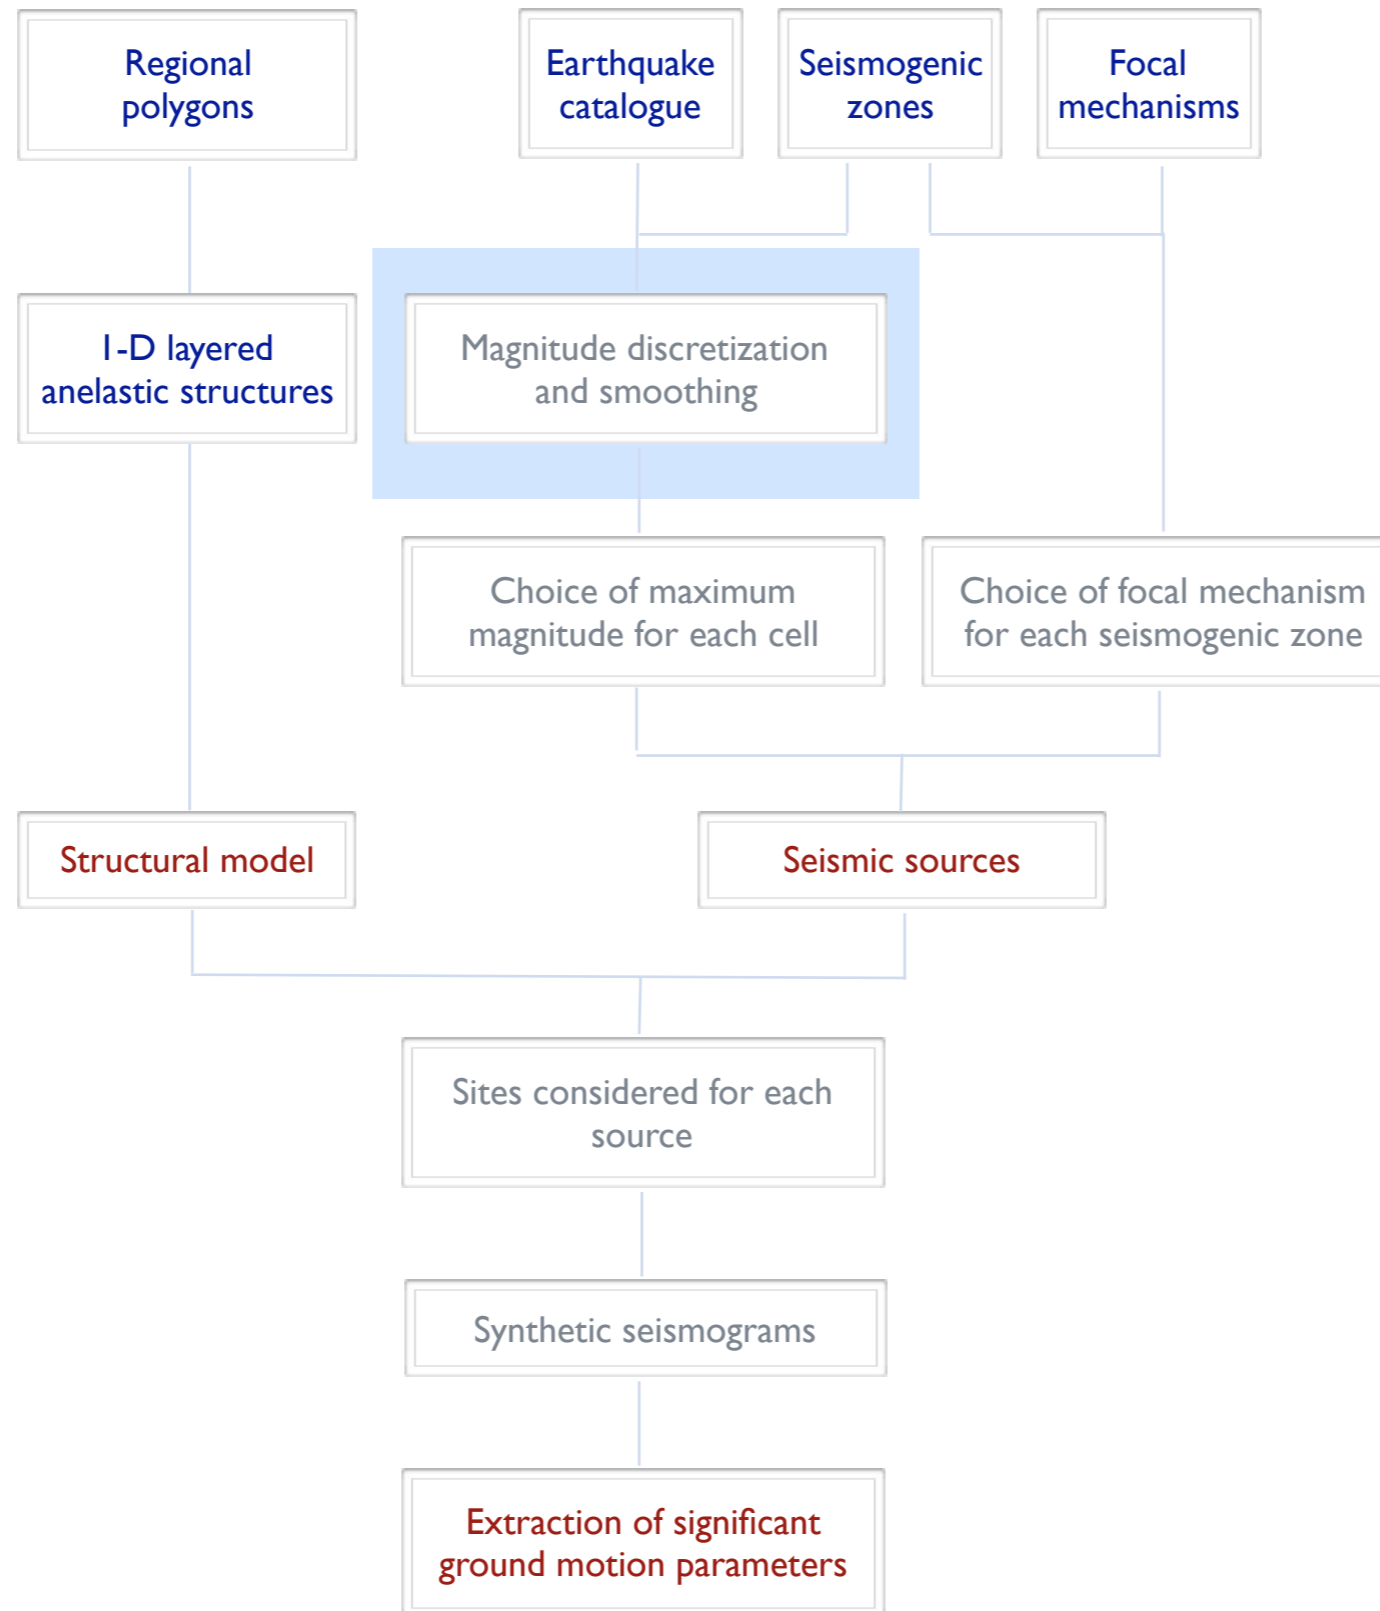 Regional
polygons
Earthquake
catalogue
Seismogenic
zones
Focal
mechanisms
1-D layered
anelastic structures
Magnitude discretization
and smoothing
Choice of maximum
magnitude for each cell
Choice of focal mechanism
for each seismogenic zone
Structural model
Seismic sources
Sites considered for each
source
Synthetic seismograms
Extraction of significant
ground motion parameters